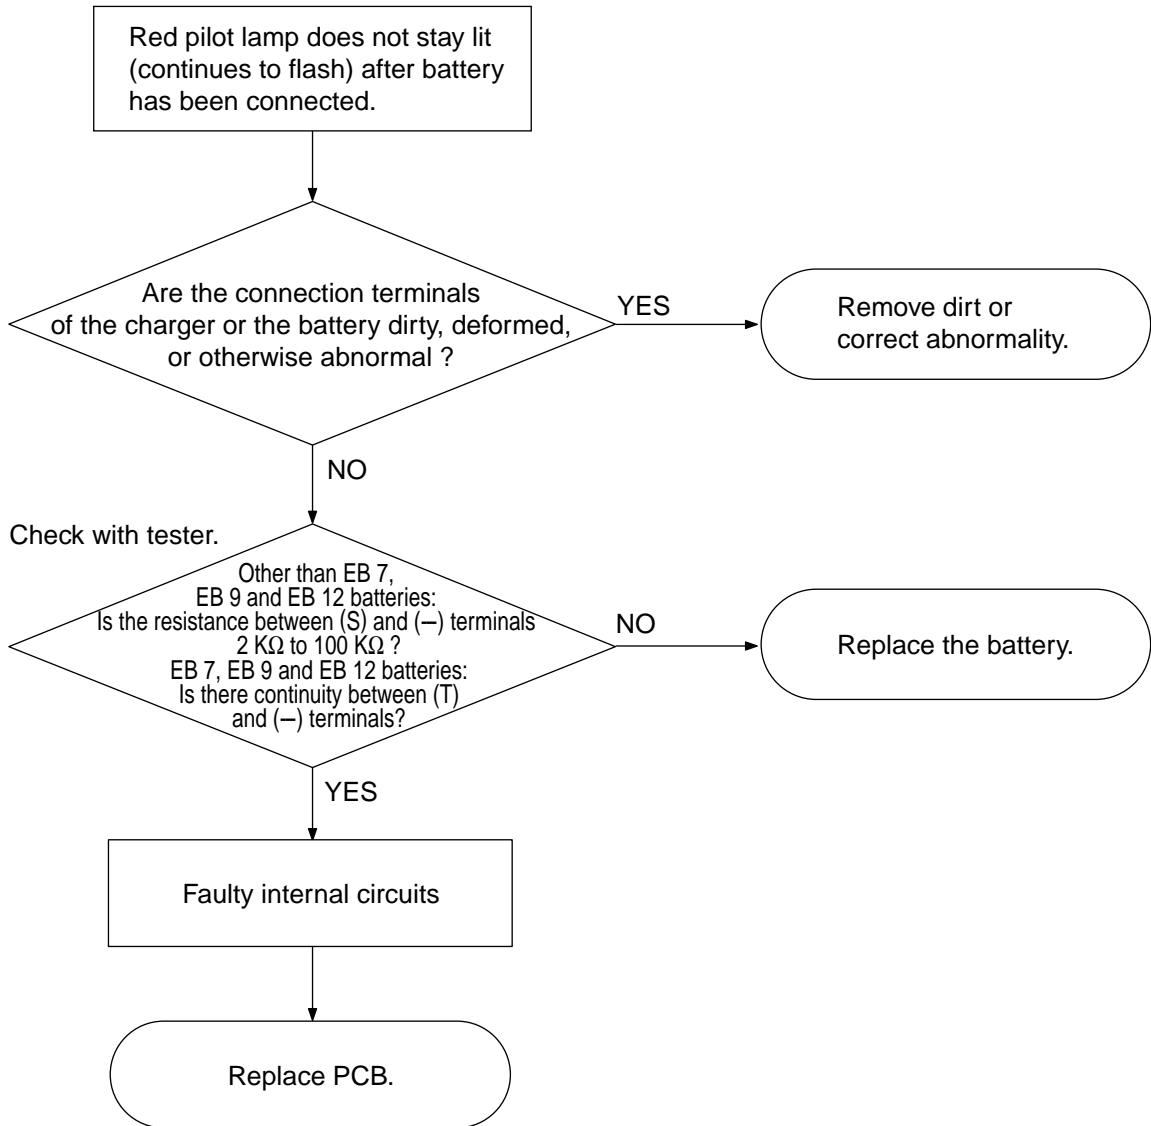 Red pilot lamp does not stay lit
(continues to flash) after battery
has been connected.
Are the connection terminals
of the charger or the battery dirty, deformed,
or otherwise abnormal ?
YES
Remove dirt or
correct abnormality.
NO
Check with tester.
Other than EB 7,
EB 9 and EB 12 batteries:
Is the resistance between (S) and (–) terminals
2 KΩ to 100 KΩ ?
EB 7, EB 9 and EB 12 batteries:
Is there continuity between (T)
and (–) terminals?
NO
Replace the battery.
YES
Faulty internal circuits
Replace PCB.